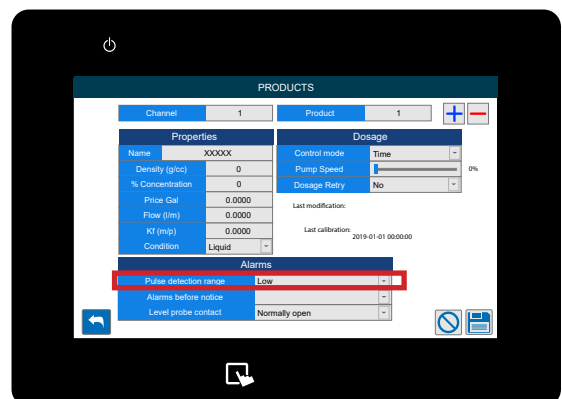 PRODUCTS
Channel 1 Product 1
Properties Dosage
Name XXXXX Control mode Time
Density (g/cc) 0 Pump Speed 0%
% Concentration 0 Dosage Retry No
Price Gal 0.0000 Last modification:
Flow (l/m) 0.0000
Kf (m/p) 0.0000 Last calibration: 2019-01-01 00:00:00
Condition Liquid
Alarms
Pulse detection range Low
Alarms before notice
Level probe contact Normally open